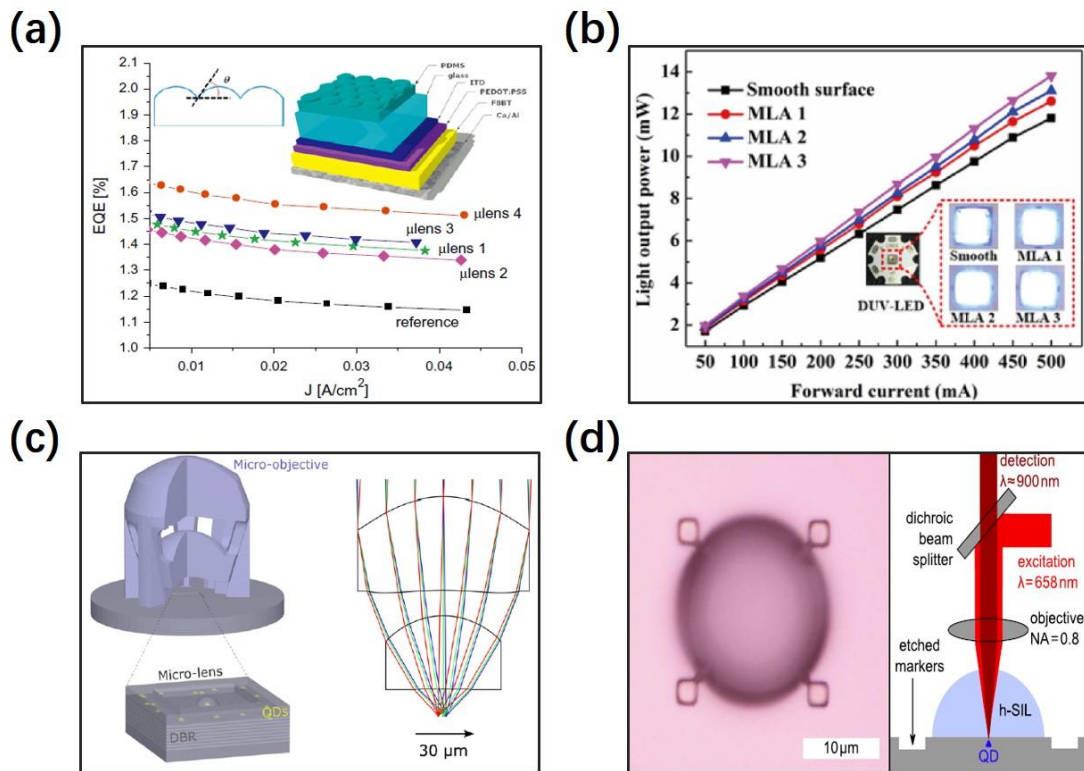 (a)
2.1
2.0
1.9
1.8
1.7
1.6
1.5
1.4
1.3
1.2
1.1
1.0
EQE [%]
θ
PDMS
glass
ITO
PEDOT:PSS
F8BT
Ca/Al
μlens 4
μlens 3
μlens 1
μlens 2
reference
0.01
0.02
0.03
0.04
0.05
J [A/cm²]
(b)
14
12
10
8
6
4
2
Light output power (mW)
Smooth surface
MLA 1
MLA 2
MLA 3
DUV-LED
Smooth
MLA 1
MLA 2
MLA 3
50 100 150 200 250 300 350 400 450 500
Forward current (mA)
(c)
Micro-objective
Micro-lens
QDs
DBR
30 μm
(d)
10μm
detection
λ≈900nm
dichroic
beam
splitter
excitation
λ=658nm
objective
NA=0.8
etched
markers
h-SIL
QD